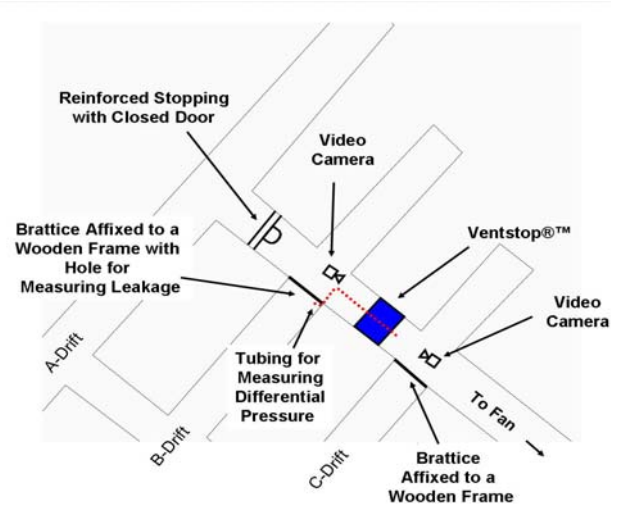 Reinforced Stopping
with Closed Door
Video
Camera
Brattice Affixed to a
Wooden Frame with
Hole for
Measuring Leakage
Ventstop®™
Video
Camera
A-Drift
Tubing for
Measuring
Differential
Pressure
To Fan
B-Drift
C-Drift
Brattice
Affixed to a
Wooden Frame